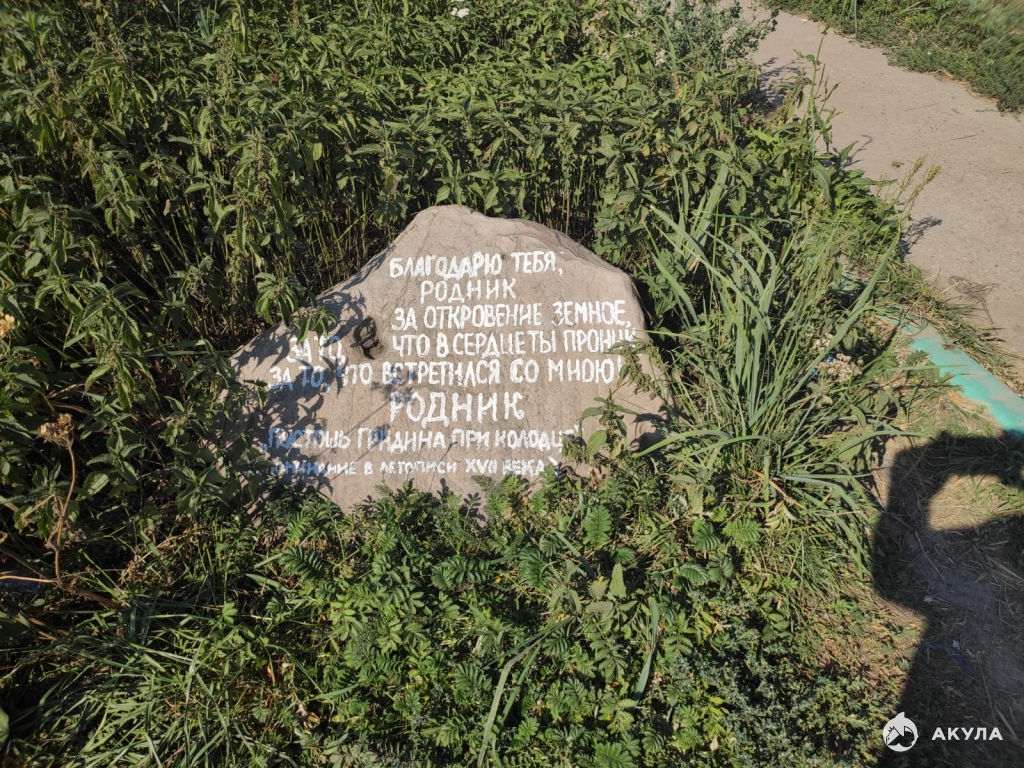 БЛАГОДАРЮ ТЕБЯ,
РОДНИК
ЗА ОТКРОВЕНИЕ ЗЕМНОЕ,
ЧТО В СЕРДЦЕ ТЫ ПРОНИК
ЗА ТО, ЧТО ВСТРЕТИЛСЯ СО МНОЮ
РОДНИК
ПРИ КОЛОДЦЕ
В ЛЕТОПИСИ XVII ВЕКА
АКУЛА